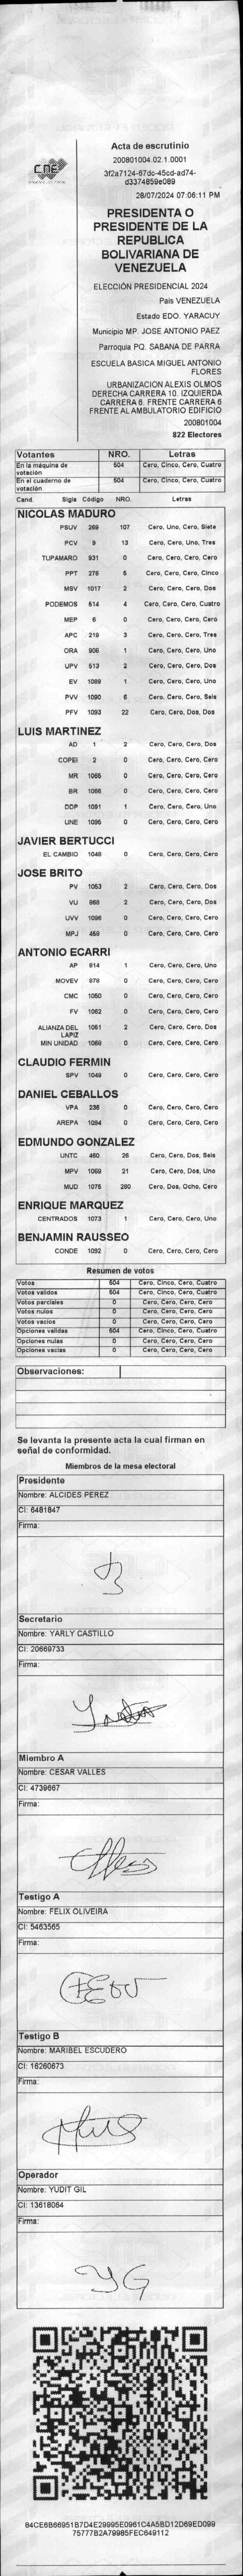 CNE
Acta de escrutinio
200801004.02.1.0001
3f2a7124-67dc-45cd-ad74-
d3374859e089
28/07/2024 07:06:11 PM
PRESIDENTA O
PRESIDENTE DE LA
REPUBLICA
BOLIVARIANA DE
VENEZUELA
ELECCIÓN PRESIDENCIAL 2024
País VENEZUELA
Estado EDO. YARACUY
Municipio MP. JOSE ANTONIO PAEZ
Parroquia PQ. SABANA DE PARRA
ESCUELA BASICA MIGUEL ANTONIO
FLORES
URBANIZACION ALEXIS OLMOS
DERECHA CARRERA 10. IZQUIERDA
CARRERA 8. FRENTE CARRERA 6
FRENTE AL AMBULATORIO EDIFICIO
200801004
822 Electores
Votantes NRO. Letras
En la máquina de votación 504 Cero, Cinco, Cero, Cuatro
En el cuaderno de votación 504 Cero, Cinco, Cero, Cuatro
Cand. Sigla Código NRO. Letras
NICOLAS MADURO
PSUV 269 107 Cero, Uno, Cero, Siete
PCV 9 13 Cero, Cero, Uno, Tres
TUPAMARO 931 0 Cero, Cero, Cero, Cero
PPT 276 5 Cero, Cero, Cero, Cinco
MSV 1017 2 Cero, Cero, Cero, Dos
PODEMOS 514 4 Cero, Cero, Cero, Cuatro
MEP 6 0 Cero, Cero, Cero, Cero
APC 219 3 Cero, Cero, Cero, Tres
ORA 906 1 Cero, Cero, Cero, Uno
UPV 513 2 Cero, Cero, Cero, Dos
EV 1089 1 Cero, Cero, Cero, Uno
PVV 1090 6 Cero, Cero, Cero, Seis
PFV 1093 22 Cero, Cero, Dos, Dos
LUIS MARTINEZ
AD 1 2 Cero, Cero, Cero, Dos
COPEI 2 0 Cero, Cero, Cero, Cero
MR 1065 0 Cero, Cero, Cero, Cero
BR 1066 0 Cero, Cero, Cero, Cero
DDP 1091 1 Cero, Cero, Cero, Uno
UNE 1095 0 Cero, Cero, Cero, Cero
JAVIER BERTUCCI
EL CAMBIO 1048 0 Cero, Cero, Cero, Cero
JOSE BRITO
PV 1053 2 Cero, Cero, Cero, Dos
VU 868 2 Cero, Cero, Cero, Dos
UVV 1096 0 Cero, Cero, Cero, Cero
MPJ 459 0 Cero, Cero, Cero, Cero
ANTONIO ECARRI
AP 814 1 Cero, Cero, Cero, Uno
MOVEV 878 0 Cero, Cero, Cero, Cero
CMC 1050 0 Cero, Cero, Cero, Cero
FV 1062 0 Cero, Cero, Cero, Cero
ALIANZA DEL LAPIZ 1051 2 Cero, Cero, Cero, Dos
MIN UNIDAD 1068 0 Cero, Cero, Cero, Cero
CLAUDIO FERMIN
SPV 1049 0 Cero, Cero, Cero, Cero
DANIEL CEBALLOS
VPA 236 0 Cero, Cero, Cero, Cero
AREPA 1094 0 Cero, Cero, Cero, Cero
EDMUNDO GONZALEZ
UNTC 460 26 Cero, Cero, Dos, Seis
MPV 1069 21 Cero, Cero, Dos, Uno
MUD 1075 280 Cero, Dos, Ocho, Cero
ENRIQUE MARQUEZ
CENTRADOS 1073 1 Cero, Cero, Cero, Uno
BENJAMIN RAUSSEO
CONDE 1092 0 Cero, Cero, Cero, Cero
Resumen de votos
Votos 504 Cero, Cinco, Cero, Cuatro
Votos validos 504 Cero, Cinco, Cero, Cuatro
Votos parciales 0 Cero, Cero, Cero, Cero
Votos nulos 0 Cero, Cero, Cero, Cero
Votos vacios 0 Cero, Cero, Cero, Cero
Opciones validas 504 Cero, Cinco, Cero, Cuatro
Opciones nulas 0 Cero, Cero, Cero, Cero
Opciones vacias 0 Cero, Cero, Cero, Cero
Observaciones:
Se levanta la presente acta la cual firman en
señal de conformidad.
Miembros de la mesa electoral
Presidente
Nombre: ALCIDES PEREZ
CI: 6481847
Firma:
Secretario
Nombre: YARLY CASTILLO
CI: 20669733
Firma:
Miembro A
Nombre: CESAR VALLES
CI: 4739667
Firma:
Testigo A
Nombre: FELIX OLIVEIRA
CI: 5463565
Firma:
Testigo B
Nombre: MARIBEL ESCUDERO
CI: 16260673
Firma:
Operador
Nombre: YUDIT GIL
CI: 13618064
Firma:
YG
84CE6B66951B7D4E29995E0961C4A5BD12D69ED099
75777B2A79985FEC649112